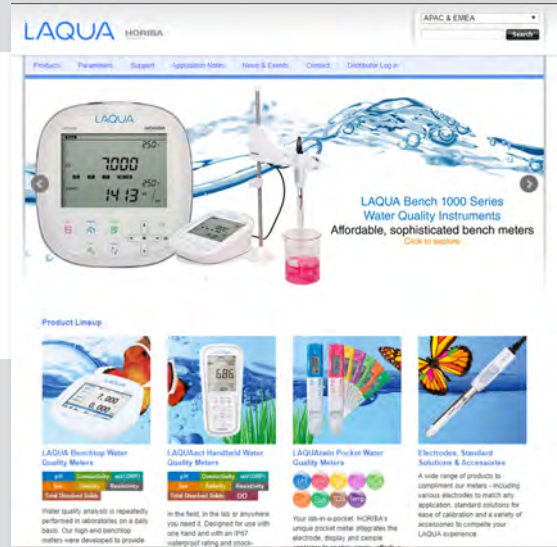 LAQUA HORIBA
APAC & EMEA
Search
Products Parameters Support Application Notes News & Events Contact Distributor Log in
LAQUA HORIBA
250
7.000
250
14.13
LAQUA Bench 1000 Series
Water Quality Instruments
Affordable, sophisticated bench meters
Click to explore
Product Lineup
LAQUA
7.000
0.000
6.86
LAQUA Benchtop Water
Quality Meters
pH Conductivity
Ion Salinity Resistivity
Total Dissolved Solids
Water quality analysis is repeatedly
performed in laboratories on a daily
basis. Our high-end benchtop
meters were developed to provide
LAQUAact Handheld Water
Quality Meters
pH Conductivity
Ion Salinity Resistivity
Total Dissolved Solids DO
In the field, in the lab or anywhere
you need it. Designed for use with
one hand and with an IP67
waterproof rating and shock-
LAQUAtwin Pocket Water
Quality Meters
Your lab-in-a-pocket. HORIBA's
unique pocket meter integrates the
electrode, display and sample
Electrodes, Standard
Solutions & Accessories
A wide range of products to
compliment our meters - including
various electrodes to match any
application, standard solutions for
ease of calibration and a variety of
accessories to compelte your
LAQUA experience